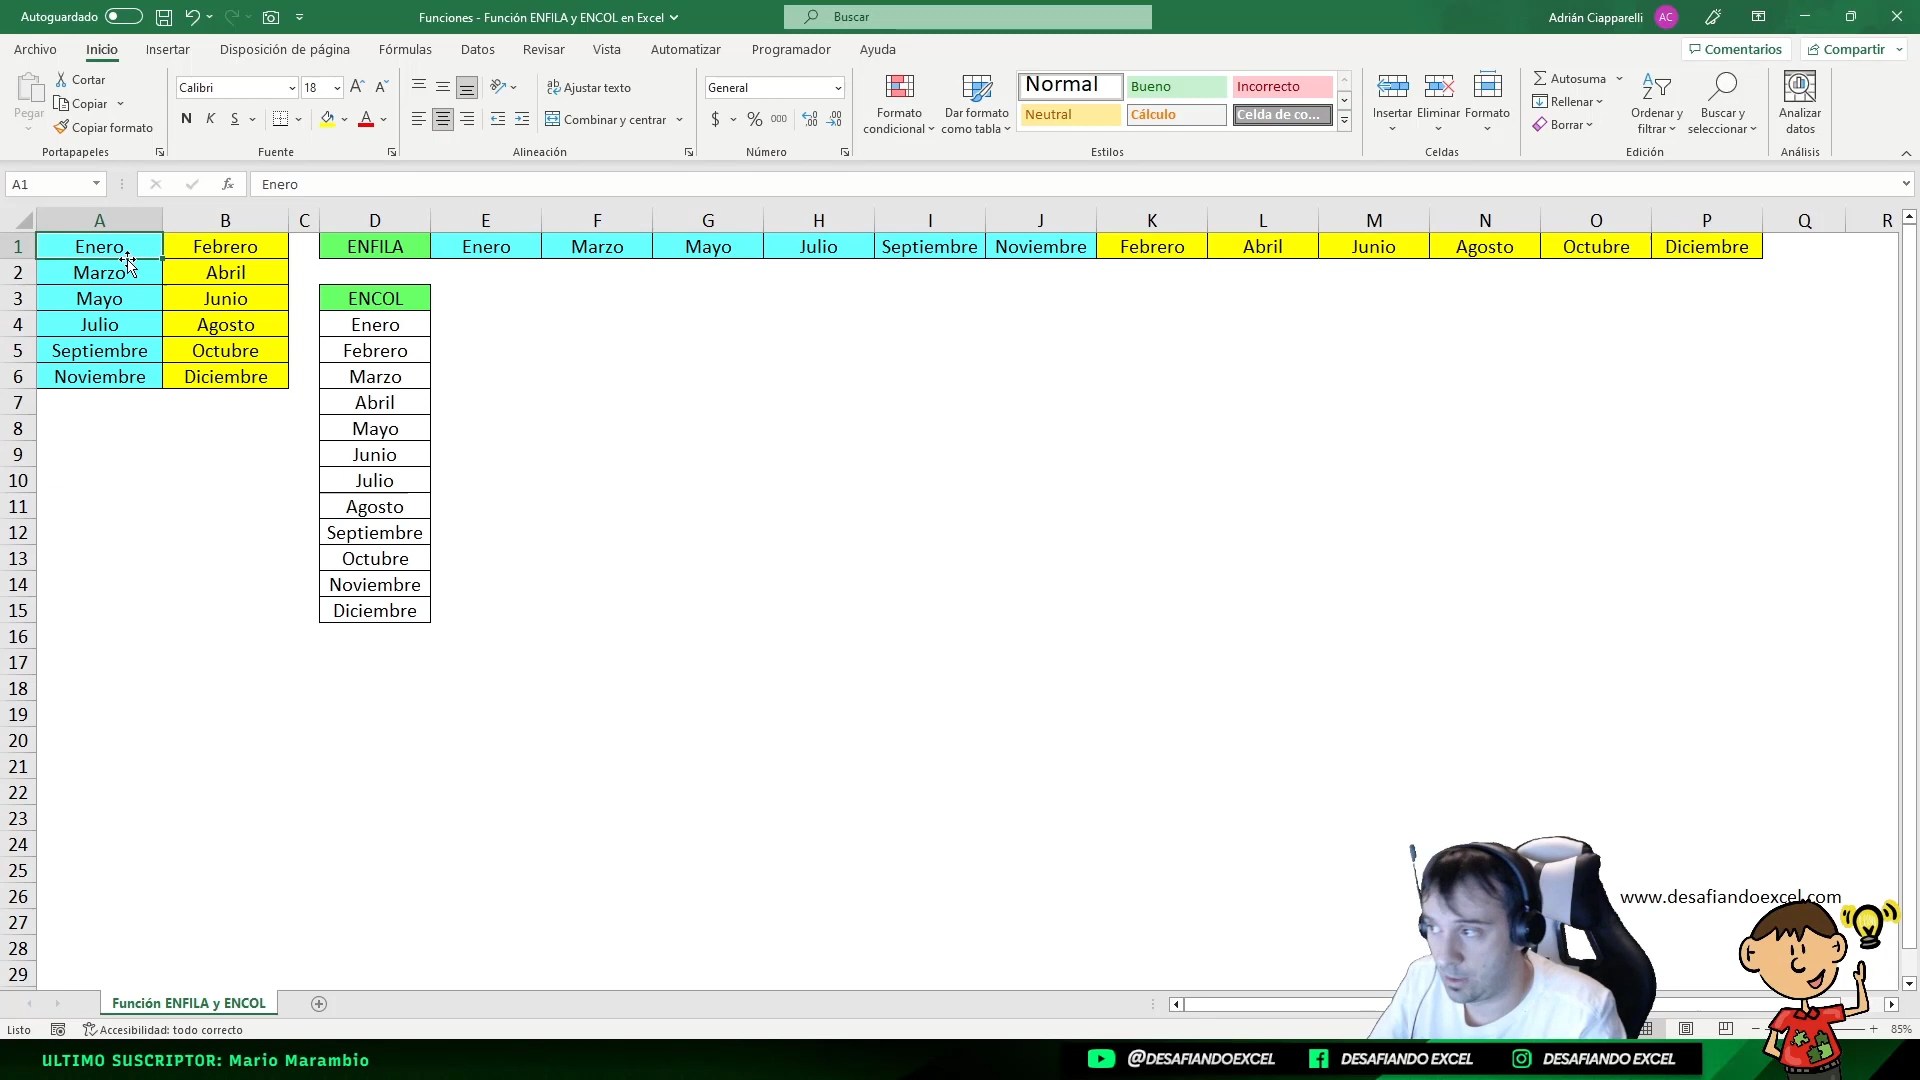 Autoguardado
Funciones - Función ENFILA y ENCOL en Excel
Buscar
Adrián Ciapparelli AC
Archivo Inicio Insertar Disposición de página Fórmulas Datos Revisar Vista Automatizar Programador Ayuda
Comentarios Compartir
Pegar
Cortar
Copiar
Copiar formato
Portapapeles
Calibri 18
N K S
Fuente
Ajustar texto
Combinar y centrar
Alineación
General
$ % 000
Número
Formato condicional
Dar formato como tabla
Normal Bueno Incorrecto
Neutral Cálculo Celda de co...
Estilos
Insertar Eliminar Formato
Celdas
Autosuma
Rellenar
Borrar
Ordenar y filtrar
Buscar y seleccionar
Edición
Analizar datos
Análisis
A1 fx Enero
A B C D E F G H I J K L M N O P Q R
1 Enero Febrero ENFILA Enero Marzo Mayo Julio Septiembre Noviembre Febrero Abril Junio Agosto Octubre Diciembre
2 Marzo Abril
3 Mayo Junio ENCOL
4 Julio Agosto Enero
5 Septiembre Octubre Febrero
6 Noviembre Diciembre Marzo
7 Abril
8 Mayo
9 Junio
10 Julio
11 Agosto
12 Septiembre
13 Octubre
14 Noviembre
15 Diciembre
16
17
18
19
20
21
22
23
24
25
26 www.desafiandoexcel.com
27
28
29
Función ENFILA y ENCOL
Listo Accesibilidad: todo correcto 85%
ULTIMO SUSCRIPTOR: Mario Marambio
@DESAFIANDOEXCEL DESAFIANDO EXCEL DESAFIANDO EXCEL